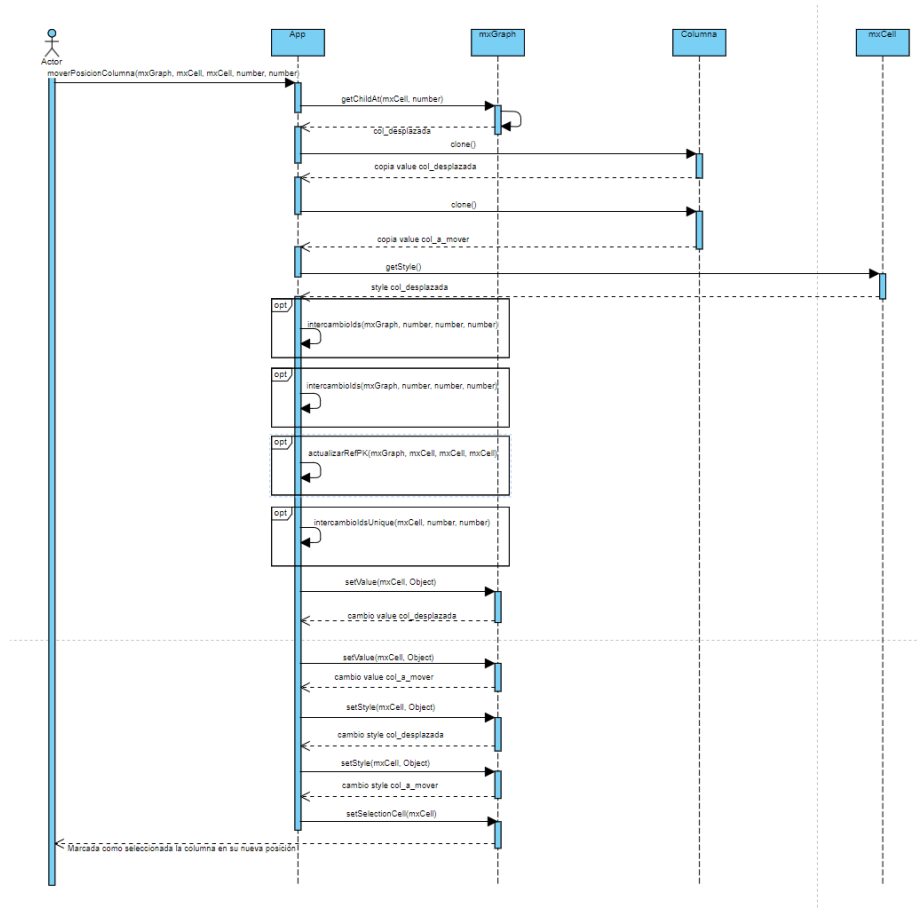 App
mxGraph
Columna
mxCell
Actor
moverPosicionColumna(mxGraph, mxCell, mxCell, number, number)
getChildAt(mxCell, number)
col_desplazada
clone()
copia value col_desplazada
clone()
copia value col_a_mover
getStyle()
style col_desplazada
opt
intercambioIds(mxGraph, number, number, number)
opt
intercambioIds(mxGraph, number, number, number)
opt
actualizarRefPK(mxGraph, mxCell, mxCell, mxCell)
opt
intercambioIdsUnique(mxCell, number, number)
setValue(mxCell, Object)
cambio value col_desplazada
setValue(mxCell, Object)
cambio value col_a_mover
setStyle(mxCell, Object)
cambio style col_desplazada
setStyle(mxCell, Object)
cambio style col_a_mover
setSelectionCell(mxCell)
Marcada como seleccionada la columna en su nueva posición